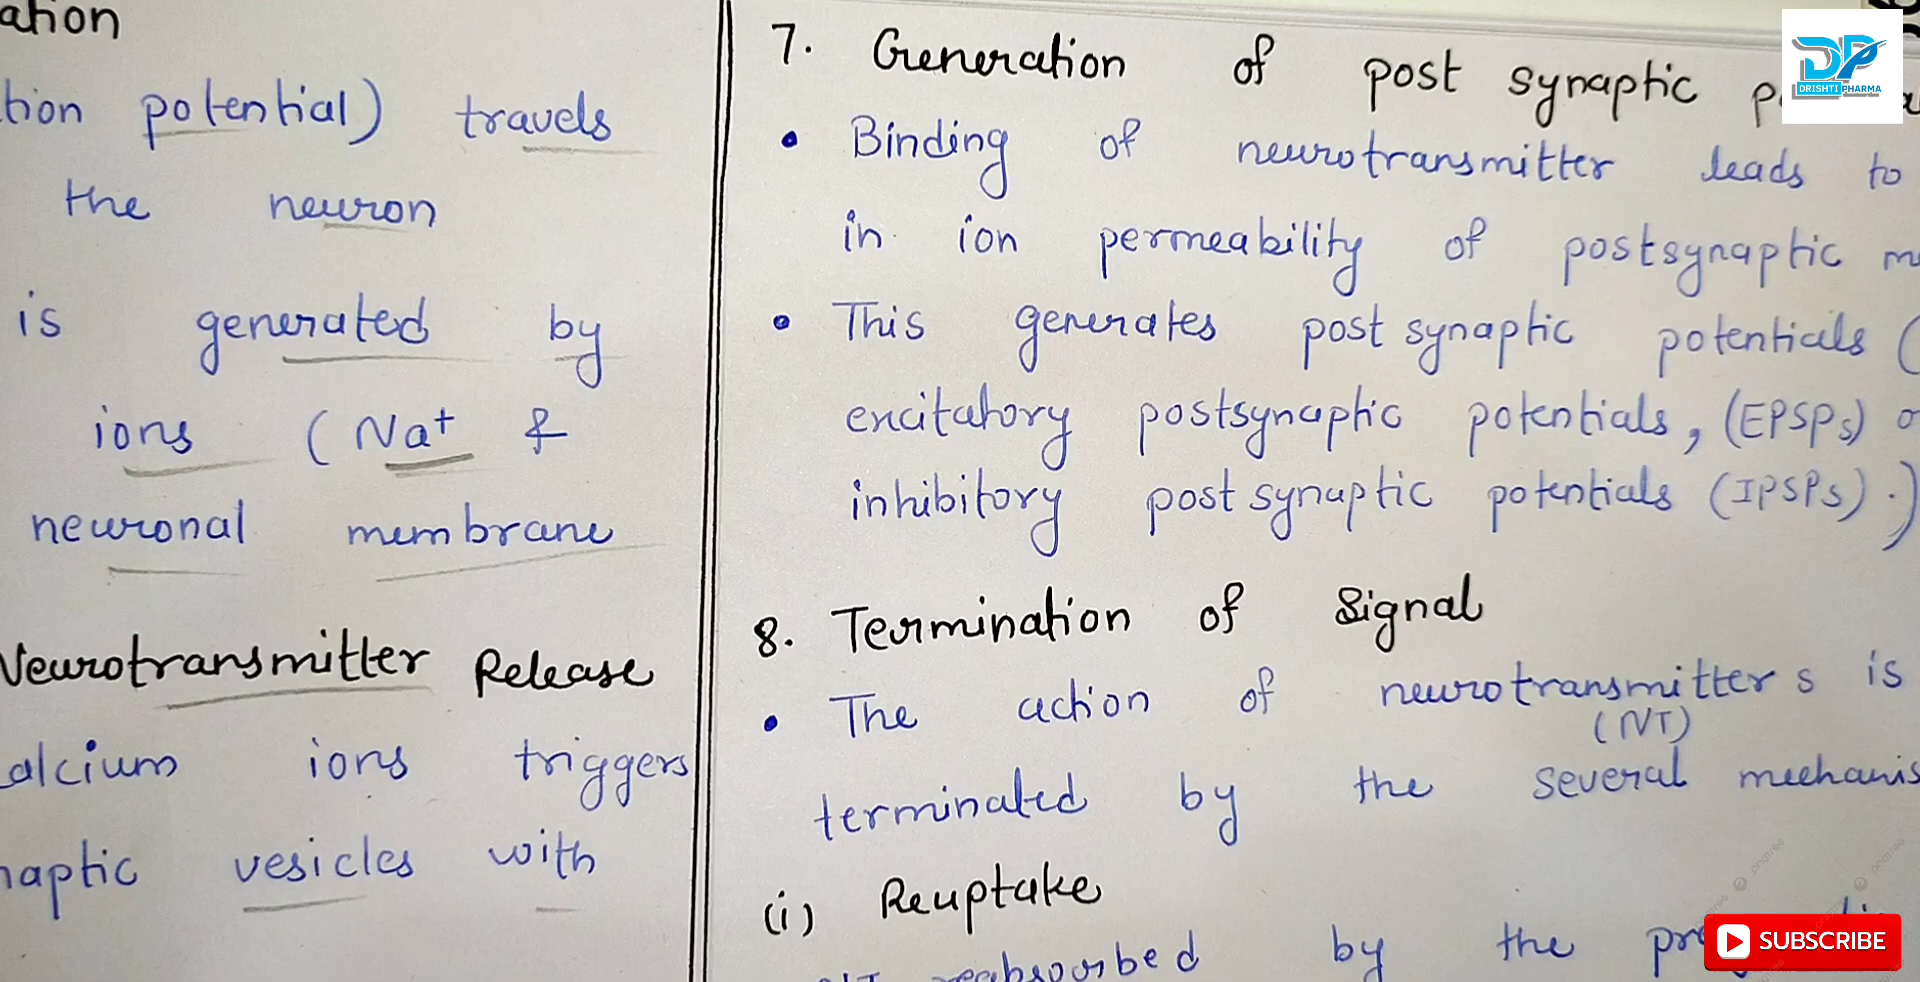 ation
tion potential) travels
the neuron
is generated by
ions (Na+ &
neuronal membrane
Neurotransmitter Release
alcium ions triggers
naptic vesicles with
7. Generation of post synaptic
• Binding of neurotransmitter leads to
in ion permeability of postsynaptic
• This generates post synaptic potentials (
excitatory postsynaptic potentials, (EPSPs)
inhibitory post synaptic potentials (IPSPs).)
8. Termination of Signal
• The action of neurotransmitters is
(NT)
terminated by the several mechanis
(i) Reuptake
reabsorbed by the
DP
DRISHTI PHARMA
SUBSCRIBE